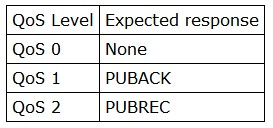 QoS Level Expected response
QoS 0 None
QoS 1 PUBACK
QoS 2 PUBREC